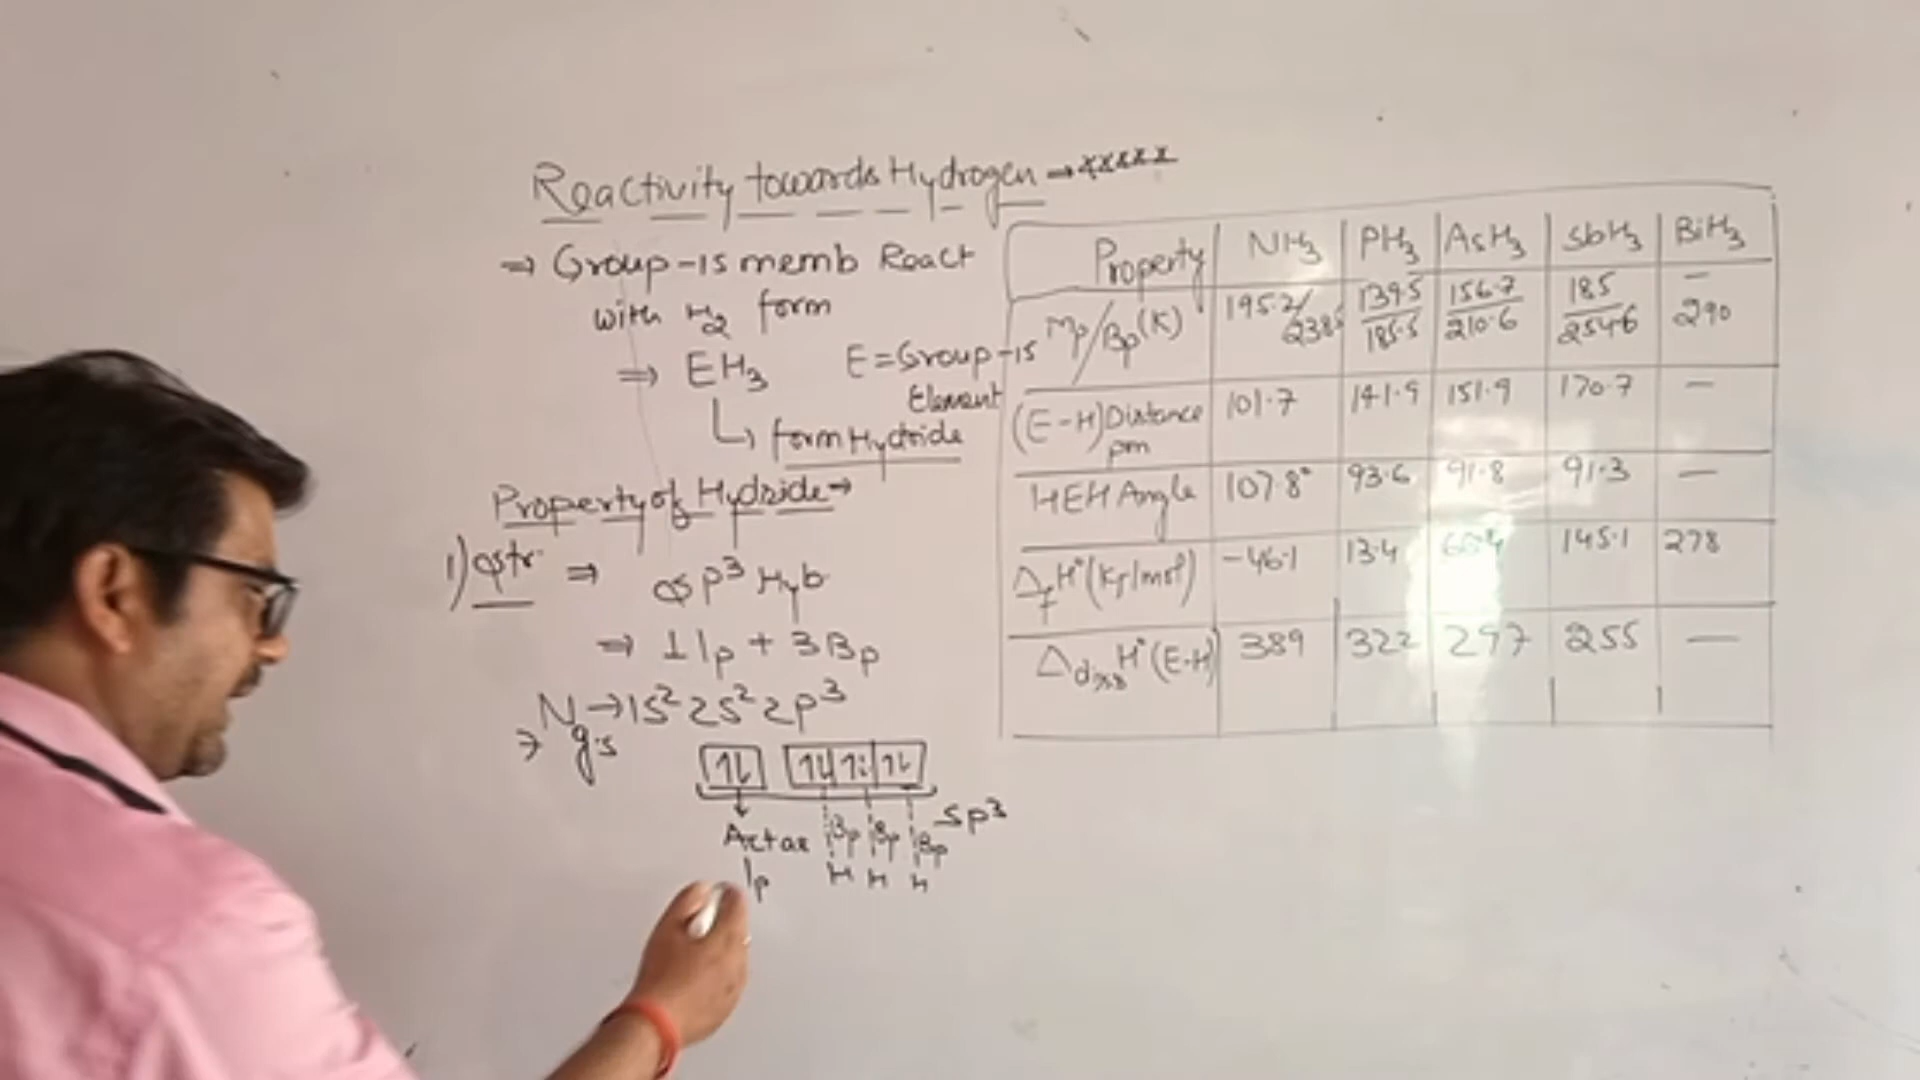 Reactivity towards Hydrogen → xxxxx
⇒ Group-15 memb React
with H2 form
⇒ EH3 E = Group-15
Element
↳ form Hydride
Property of Hydride →
1) str. ⇒ sp³ Hyb
⇒ 1 lp + 3 Bp
N → 1s² 2s² 2p³
⇒ g.s
sp³
Act as Bp Bp Bp
lp H H H
Property NH3 PH3 AsH3 SbH3 BiH3
Mp/Bp (K) 195.2/238.5 139.5/185.5 156.7/210.6 185/254.6 — 290
(E-H) Distance pm 101.7 141.9 151.9 170.7 —
HEH Angle 107.8° 93.6 91.8 91.3 —
ΔfH° (KJ/mol) -46.1 13.4 145.1 278
ΔdissH° (E-H) 389 322 297 255 —